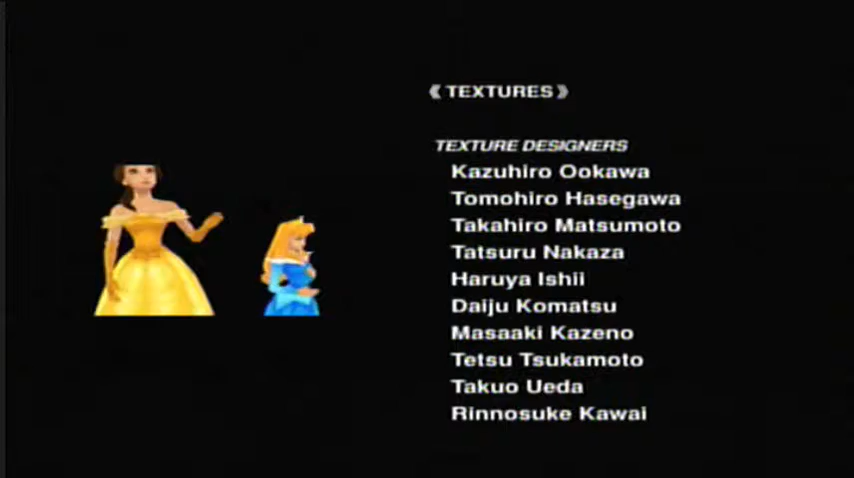 《TEXTURES》
TEXTURE DESIGNERS
Kazuhiro Ookawa
Tomohiro Hasegawa
Takahiro Matsumoto
Tatsuru Nakaza
Haruya Ishii
Daiju Komatsu
Masaaki Kazeno
Tetsu Tsukamoto
Takuo Ueda
Rinnosuke Kawai